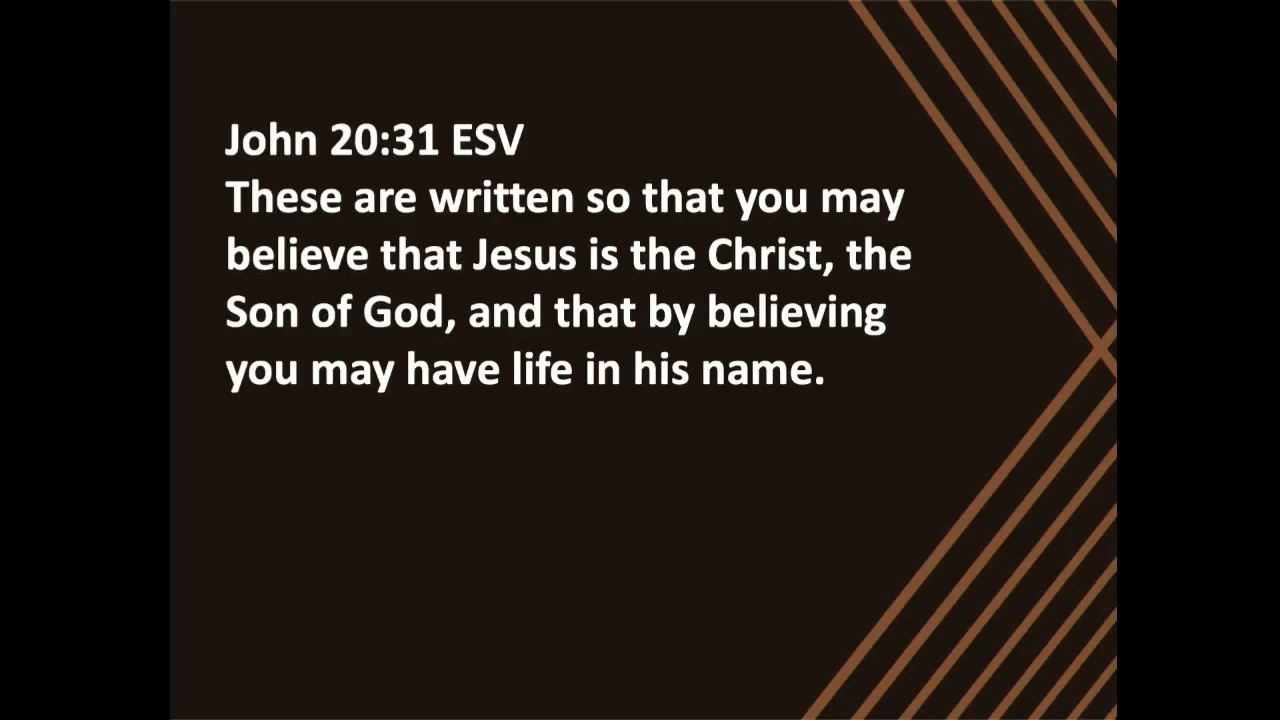 John 20:31 ESV
These are written so that you may
believe that Jesus is the Christ, the
Son of God, and that by believing
you may have life in his name.